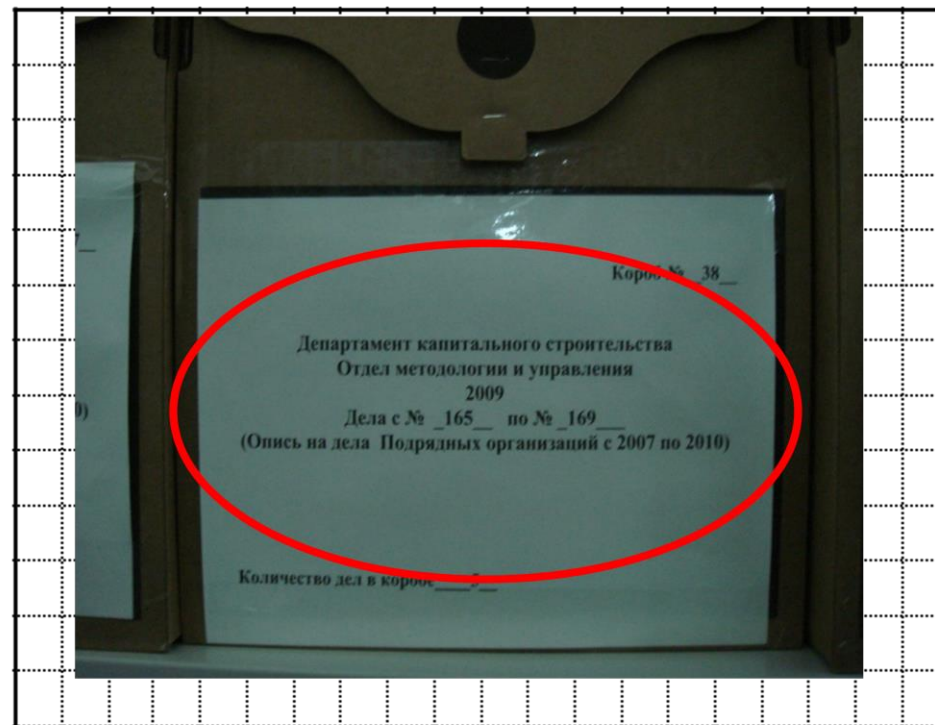 Короб № _38__
Департамент капитального строительства
Отдел методологии и управления
2009
Дела с № _165__ по № _169___
(Опись на дела Подрядных организаций с 2007 по 2010)
Количество дел в коробе____5__